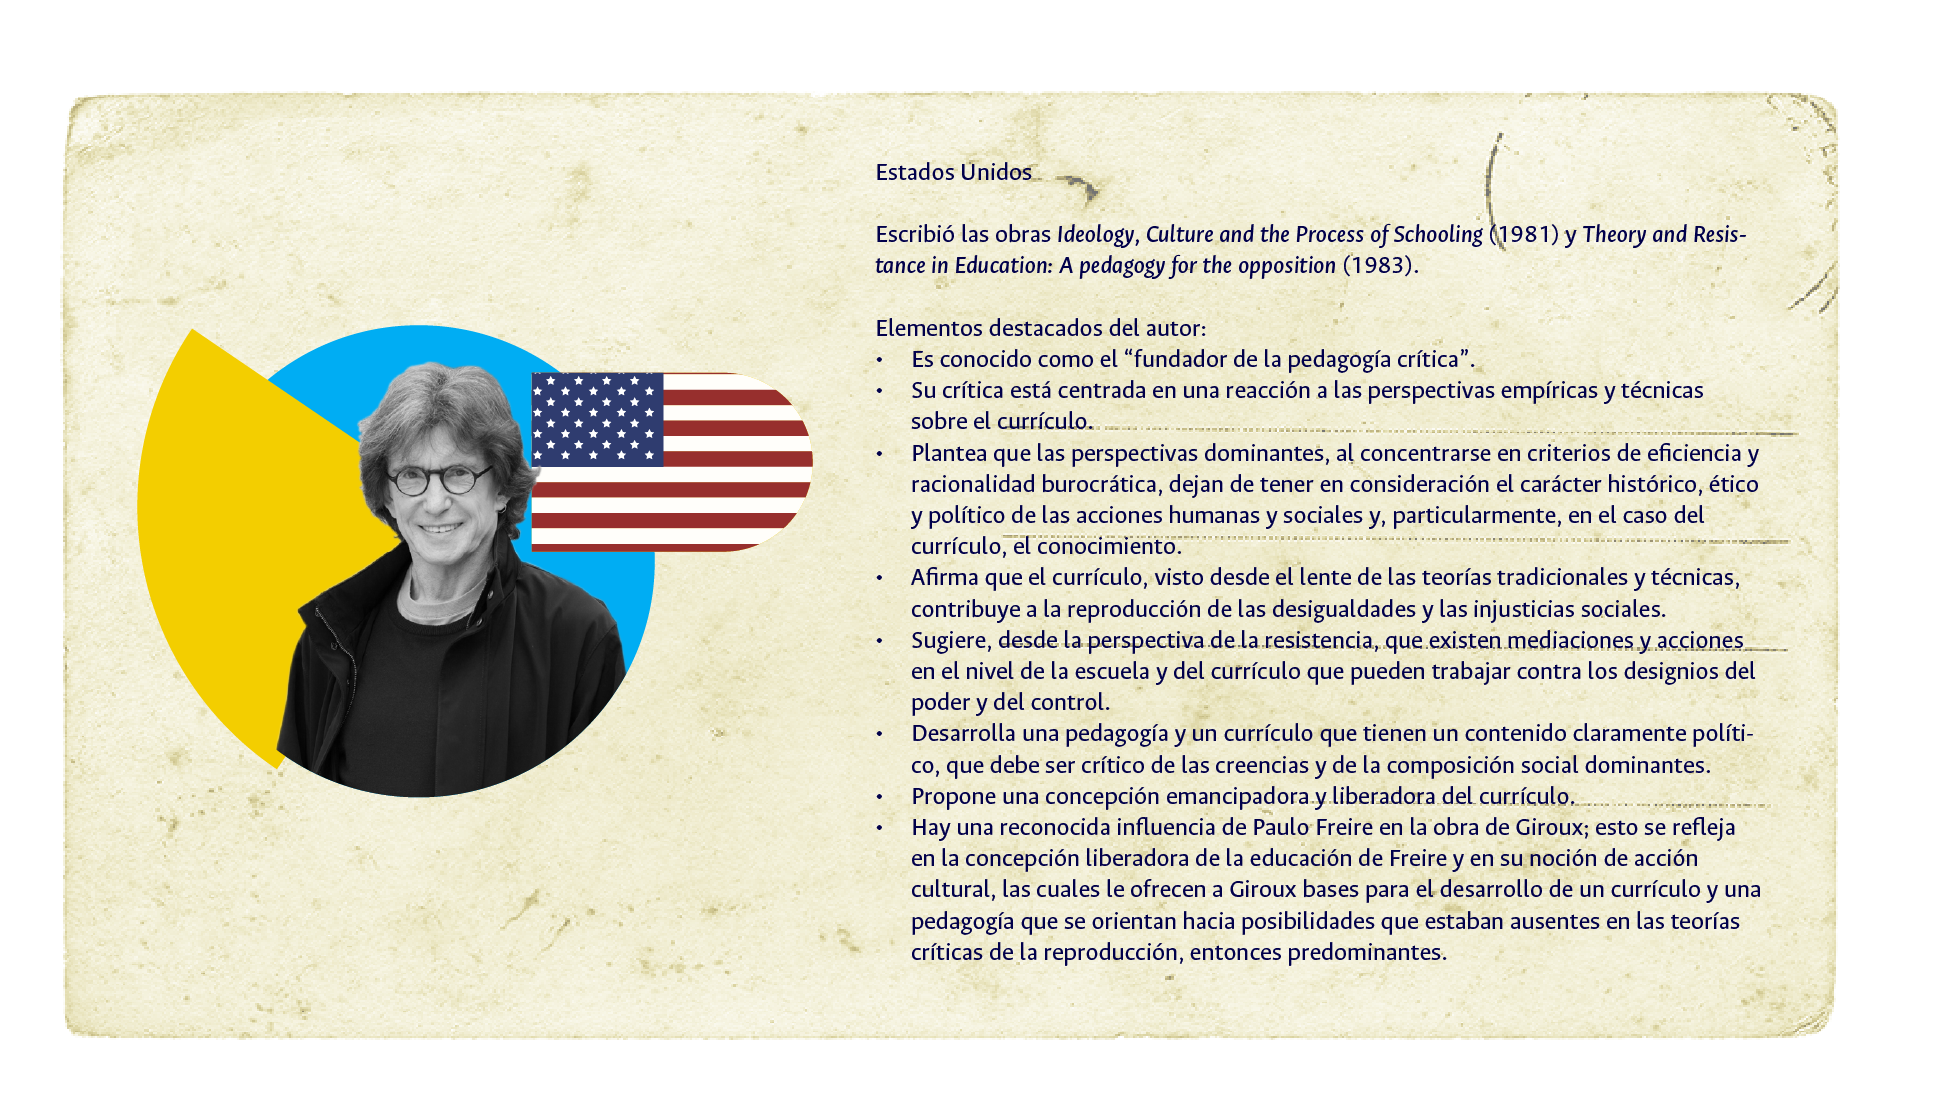 Estados Unidos
Escribió las obras Ideology, Culture and the Process of Schooling (1981) y Theory and Resis-
tance in Education: A pedagogy for the opposition (1983).
Elementos destacados del autor:
• Es conocido como el “fundador de la pedagogía crítica”.
• Su crítica está centrada en una reacción a las perspectivas empíricas y técnicas
sobre el currículo.
• Plantea que las perspectivas dominantes, al concentrarse en criterios de eficiencia y
racionalidad burocrática, dejan de tener en consideración el carácter histórico, ético
y político de las acciones humanas y sociales y, particularmente, en el caso del
currículo, el conocimiento.
• Afirma que el currículo, visto desde el lente de las teorías tradicionales y técnicas,
contribuye a la reproducción de las desigualdades y las injusticias sociales.
• Sugiere, desde la perspectiva de la resistencia, que existen mediaciones y acciones
en el nivel de la escuela y del currículo que pueden trabajar contra los designios del
poder y del control.
• Desarrolla una pedagogía y un currículo que tienen un contenido claramente políti-
co, que debe ser crítico de las creencias y de la composición social dominantes.
• Propone una concepción emancipadora y liberadora del currículo.
• Hay una reconocida influencia de Paulo Freire en la obra de Giroux; esto se refleja
en la concepción liberadora de la educación de Freire y en su noción de acción
cultural, las cuales le ofrecen a Giroux bases para el desarrollo de un currículo y una
pedagogía que se orientan hacia posibilidades que estaban ausentes en las teorías
críticas de la reproducción, entonces predominantes.